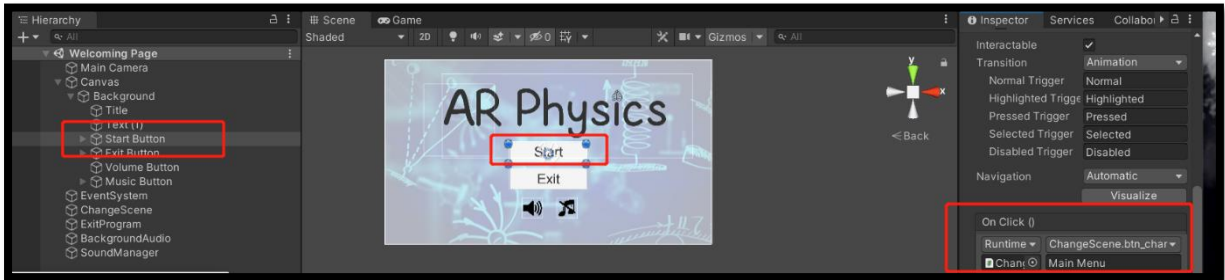 Hierarchy
All
Welcoming Page
Main Camera
Canvas
Background
Title
Text (1)
Start Button
Exit Button
Volume Button
Music Button
EventSystem
ChangeScene
ExitProgram
BackgroundAudio
SoundManager
Scene Game
Shaded 2D 0 Gizmos All
AR Physics
Start
Exit
y
x
Back
Inspector Services Collabor
Interactable
Transition Animation
Normal Trigger Normal
Highlighted Trigge Highlighted
Pressed Trigger Pressed
Selected Trigger Selected
Disabled Trigger Disabled
Navigation Automatic
Visualize
On Click ()
Runtime ChangeScene.btn_char
Chang Main Menu